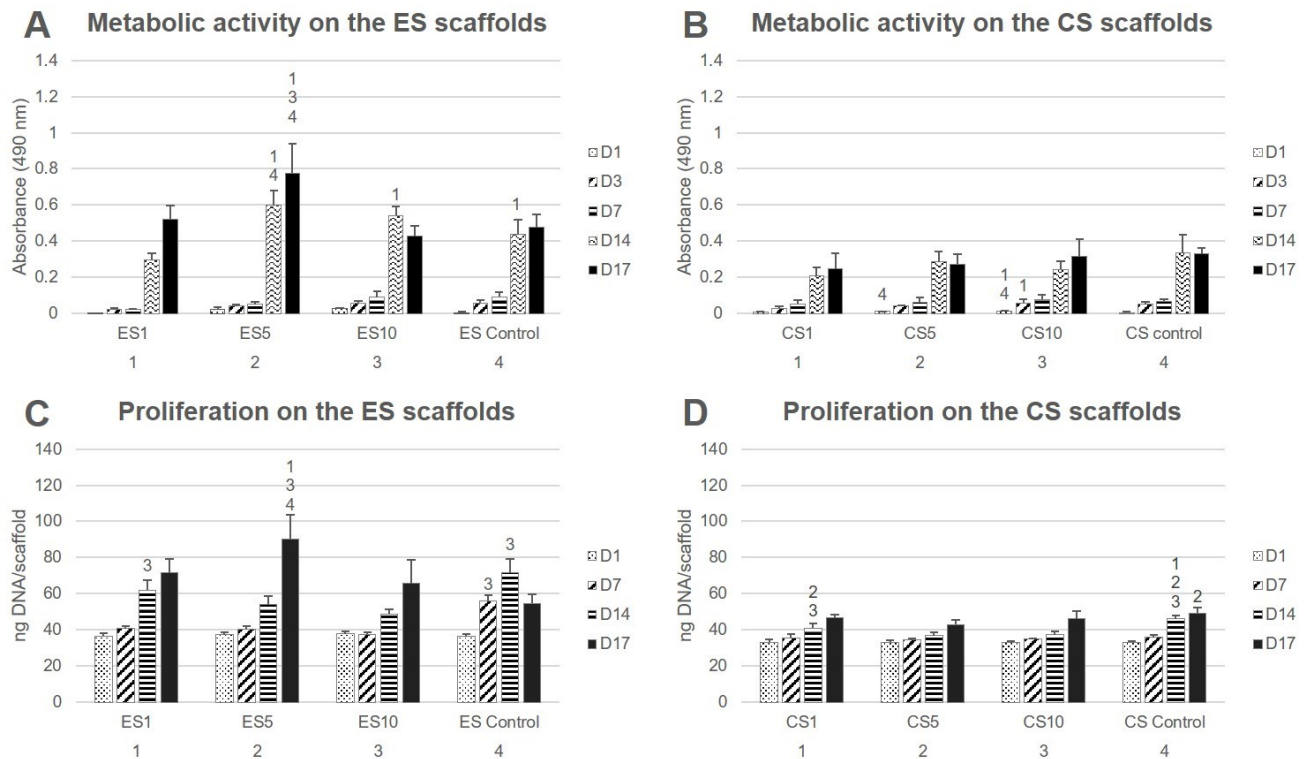 A Metabolic activity on the ES scaffolds
Absorbance (490 nm)
1.4
1.2
1
0.8
0.6
0.4
0.2
0
1
3
4
1
4
1
1
D1
D3
D7
D14
D17
ES1 ES5 ES10 ES Control
1 2 3 4
B Metabolic activity on the CS scaffolds
Absorbance (490 nm)
1.4
1.2
1
0.8
0.6
0.4
0.2
0
4
1
4
1
D1
D3
D7
D14
D17
CS1 CS5 CS10 CS control
1 2 3 4
C Proliferation on the ES scaffolds
ng DNA/scaffold
140
120
100
80
60
40
20
0
3
1
3
4
3
3
D1
D7
D14
D17
ES1 ES5 ES10 ES Control
1 2 3 4
D Proliferation on the CS scaffolds
ng DNA/scaffold
140
120
100
80
60
40
20
0
2
3
1
2
3
2
D1
D7
D14
D17
CS1 CS5 CS10 CS Control
1 2 3 4